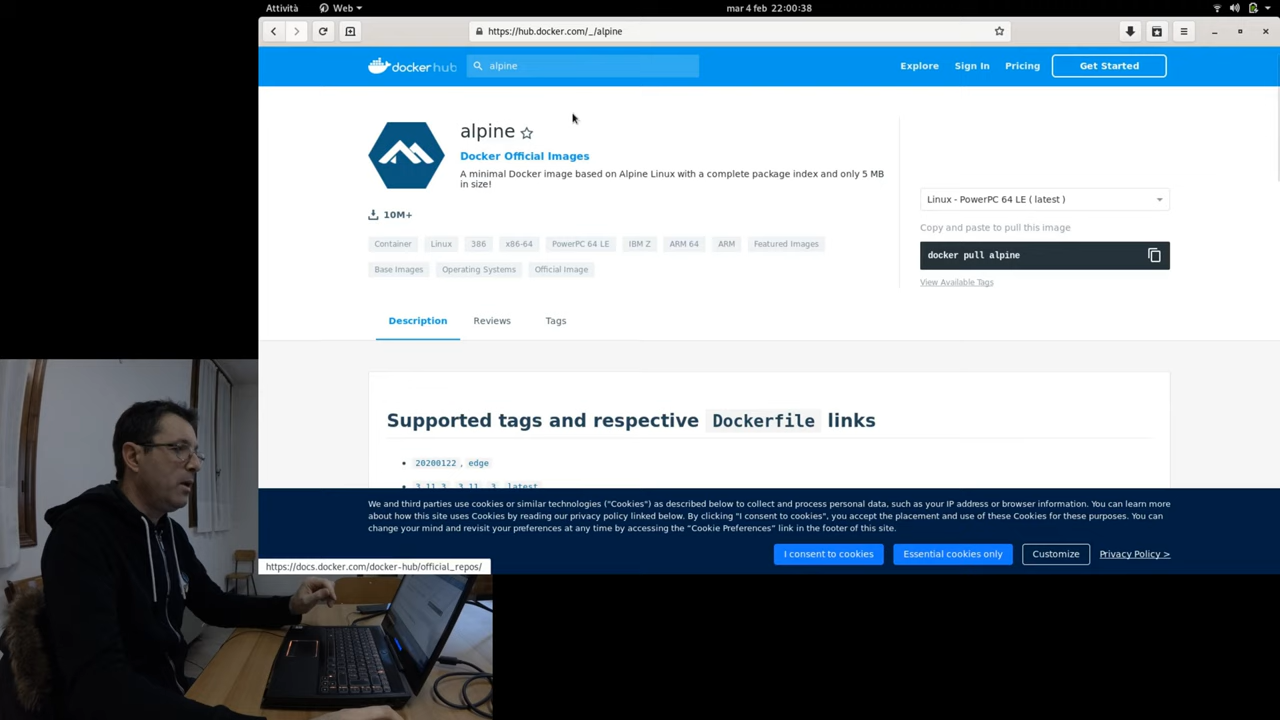 Attività
Web
mar 4 feb 22:00:38
https://hub.docker.com/_/alpine
dockerhub
alpine
Explore
Sign In
Pricing
Get Started
alpine
Docker Official Images
A minimal Docker image based on Alpine Linux with a complete package index and only 5 MB
in size!
10M+
Container
Linux
386
x86-64
PowerPC 64 LE
IBM Z
ARM 64
ARM
Featured Images
Base Images
Operating Systems
Official Image
Linux - PowerPC 64 LE ( latest )
Copy and paste to pull this image
docker pull alpine
View Available Tags
Description
Reviews
Tags
Supported tags and respective Dockerfile links
20200122 , edge
3.11.3, 3.11, 3, latest
We and third parties use cookies or similar technologies ("Cookies") as described below to collect and process personal data, such as your IP address or browser information. You can learn more
about how this site uses Cookies by reading our privacy policy linked below. By clicking "I consent to cookies", you accept the placement and use of these Cookies for these purposes. You can
change your mind and revisit your preferences at any time by accessing the "Cookie Preferences" link in the footer of this site.
I consent to cookies
Essential cookies only
Customize
Privacy Policy >
https://docs.docker.com/docker-hub/official_repos/